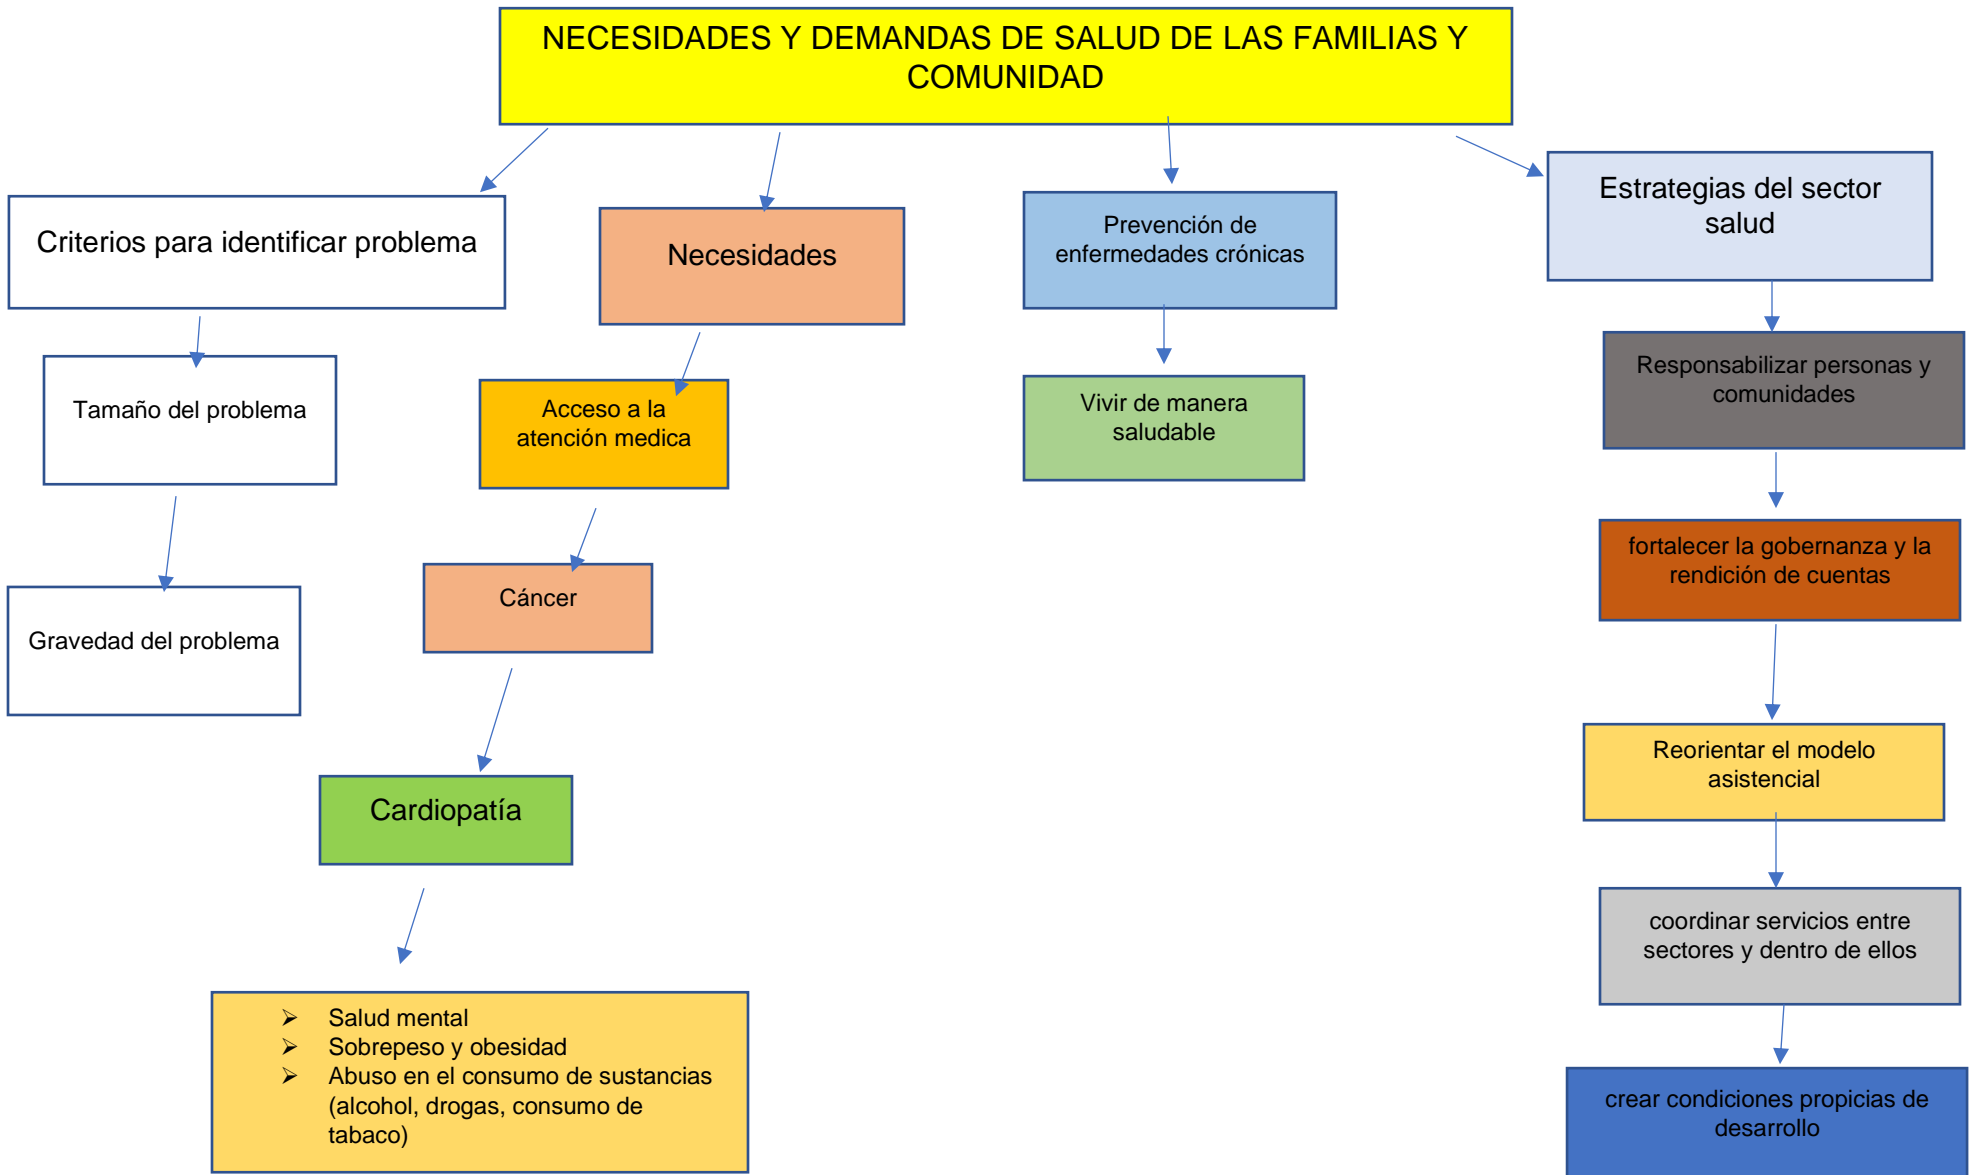 NECESIDADES Y DEMANDAS DE SALUD DE LAS FAMILIAS Y
COMUNIDAD
Criterios para identificar problema
Tamaño del problema
Gravedad del problema
Necesidades
Acceso a la
atención medica
Cáncer
Cardiopatía
➢ Salud mental
➢ Sobrepeso y obesidad
➢ Abuso en el consumo de sustancias
(alcohol, drogas, consumo de
tabaco)
Prevención de
enfermedades crónicas
Vivir de manera
saludable
Estrategias del sector
salud
Responsabilizar personas y
comunidades
fortalecer la gobernanza y la
rendición de cuentas
Reorientar el modelo
asistencial
coordinar servicios entre
sectores y dentro de ellos
crear condiciones propicias de
desarrollo